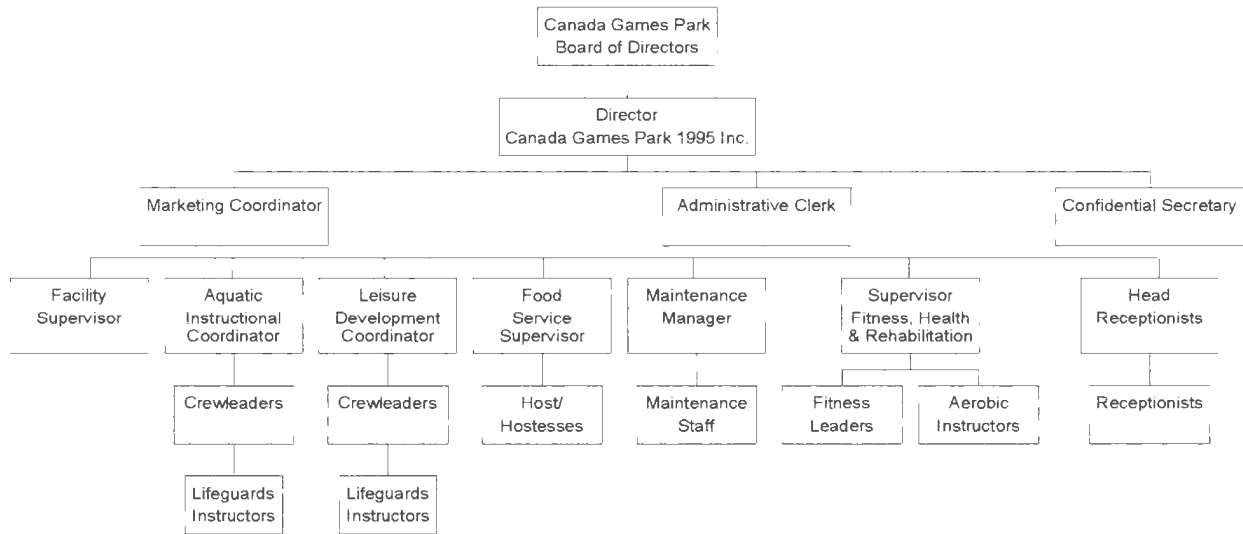 Canada Games Park
Board of Directors
Director
Canada Games Park 1995 Inc.
Marketing Coordinator
Administrative Clerk
Confidential Secretary
Facility
Supervisor
Aquatic
Instructional
Coordinator
Leisure
Development
Coordinator
Food
Service
Supervisor
Maintenance
Manager
Supervisor
Fitness, Health
& Rehabilitation
Head
Receptionists
Crewleaders
Crewleaders
Host/
Hostesses
Maintenance
Staff
Fitness
Leaders
Aerobic
Instructors
Receptionists
Lifeguards
Instructors
Lifeguards
Instructors